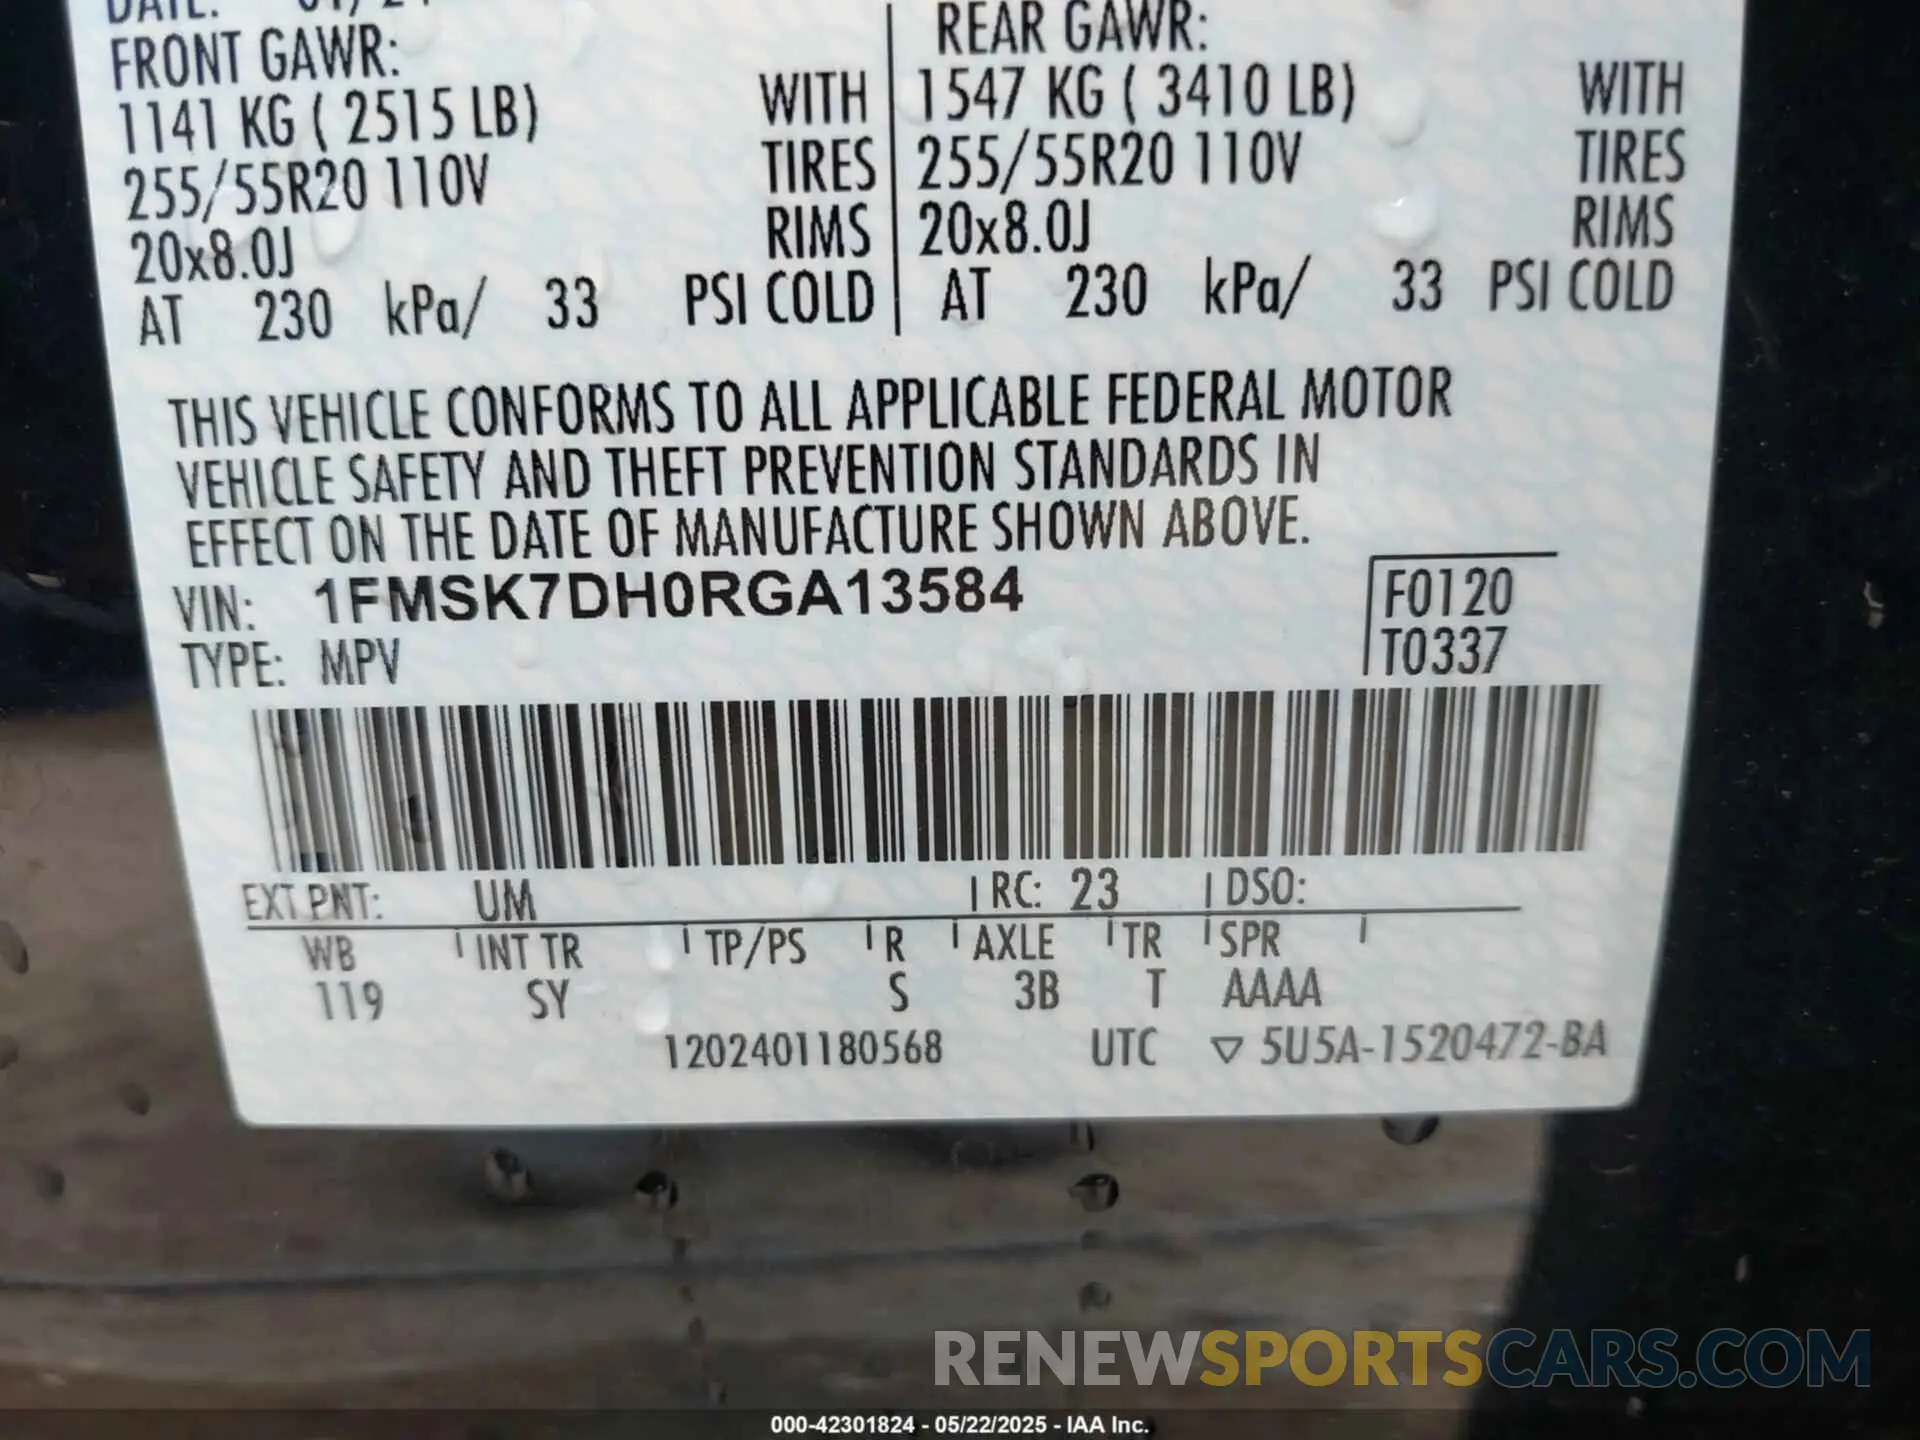 DATE: 01/24
FRONT GAWR:
1141 KG ( 2515 LB) WITH
255/55R20 110V TIRES
20x8.0J RIMS
AT 230 kPa/ 33 PSI COLD
REAR GAWR:
1547 KG ( 3410 LB) WITH
255/55R20 110V TIRES
20x8.0J RIMS
AT 230 kPa/ 33 PSI COLD
THIS VEHICLE CONFORMS TO ALL APPLICABLE FEDERAL MOTOR
VEHICLE SAFETY AND THEFT PREVENTION STANDARDS IN
EFFECT ON THE DATE OF MANUFACTURE SHOWN ABOVE.
VIN: 1FMSK7DH0RGA13584
TYPE: MPV
F0120
T0337
EXT PNT: UM RC: 23 DSO:
WB INT TR TP/PS R AXLE TR SPR
119 SY S 3B T AAAA
1202401180568 UTC ▽ 5U5A-1520472-BA
RENEWSPORTSCARS.COM
000-42301824 - 05/22/2025 - IAA Inc.